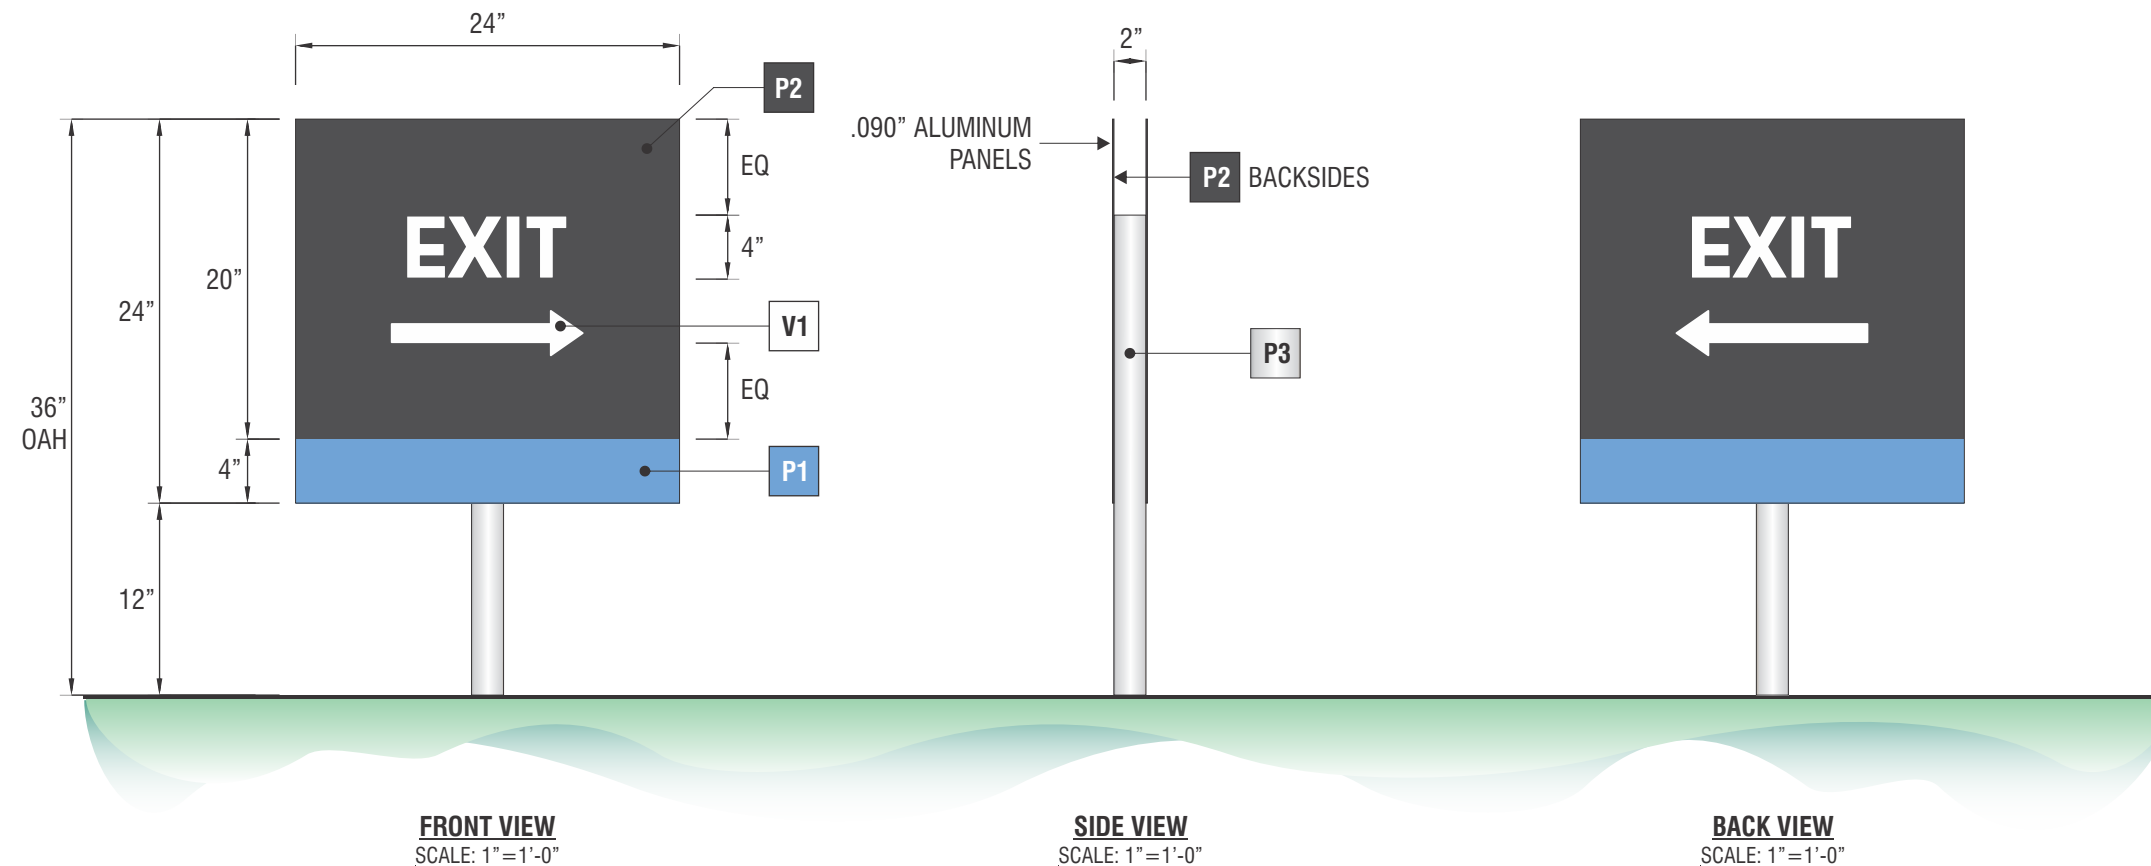 24”
P2
EQ
EXIT
4”
20”
24”
V1
EQ
36”
OAH
4”
P1
12”
FRONT VIEW
SCALE: 1”=1’-0”
2”
.090” ALUMINUM
PANELS
P2 BACKSIDES
P3
SIDE VIEW
SCALE: 1”=1’-0”
EXIT
BACK VIEW
SCALE: 1”=1’-0”